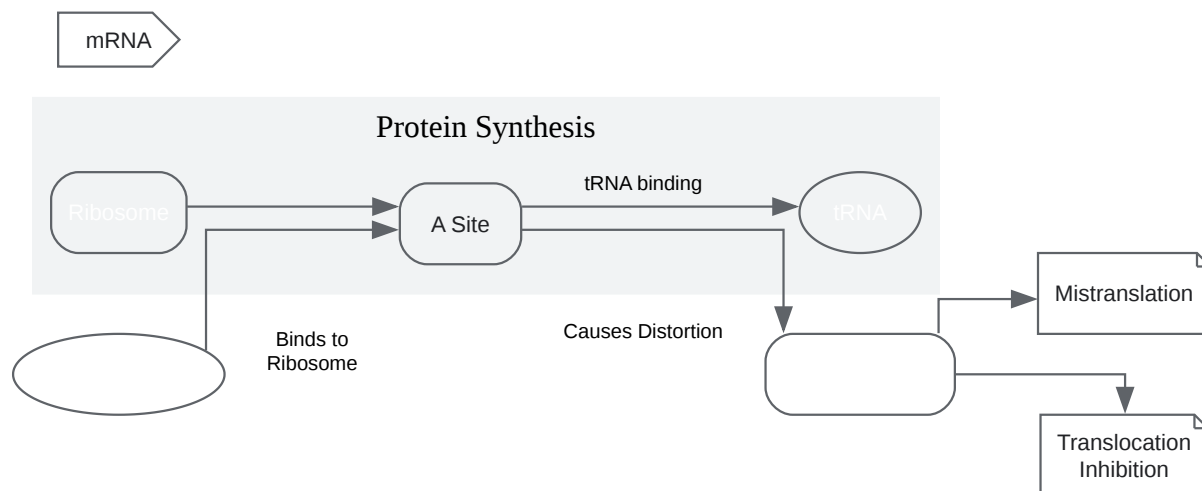 mRNA
Protein Synthesis
Ribosome
A Site
tRNA binding
tRNA
Mistranslation
Binds to
Ribosome
Causes Distortion
Translocation
Inhibition